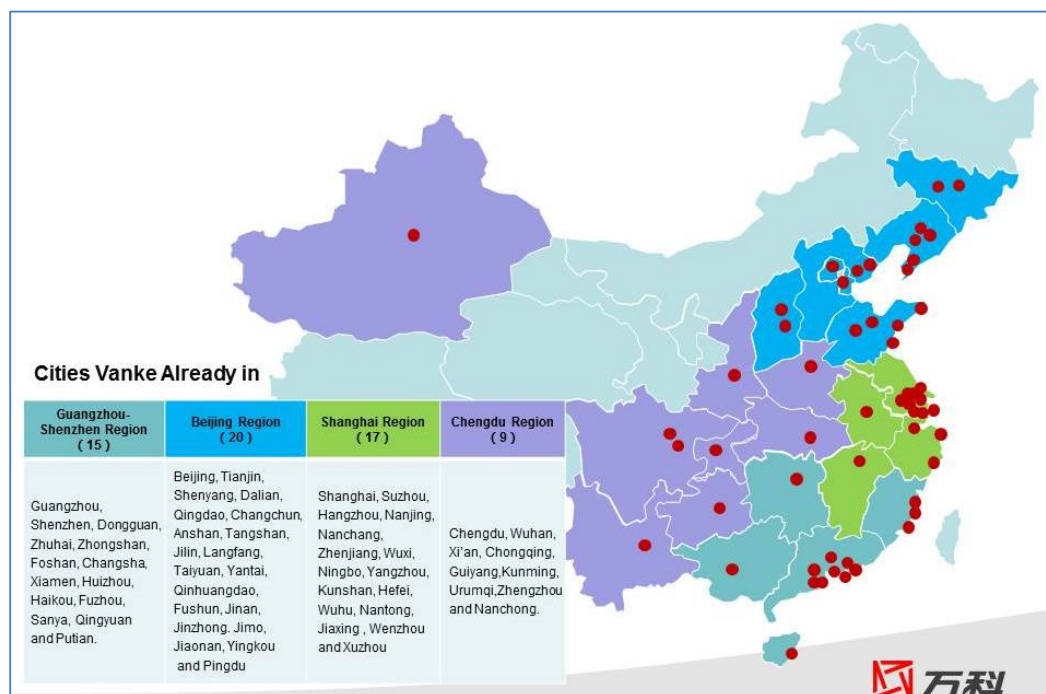 Cities Vanke Already in
Guangzhou-
Shenzhen Region
( 15 )
Guangzhou,
Shenzhen, Dongguan,
Zhuhai, Zhongshan,
Foshan, Changsha,
Xiamen, Huizhou,
Haikou, Fuzhou,
Sanya, Qingyuan
and Putian.
Beijing Region
( 20 )
Beijing, Tianjin,
Shenyang, Dalian,
Qingdao, Changchun,
Anshan, Tangshan,
Jilin, Langfang,
Taiyuan, Yantai,
Qinhuangdao,
Fushun, Jinan,
Jinzhong. Jimo,
Jiaonan, Yingkou
and Pingdu
Shanghai Region
( 17 )
Shanghai, Suzhou,
Hangzhou, Nanjing,
Nanchang,
Zhenjiang, Wuxi,
Ningbo, Yangzhou,
Kunshan, Hefei,
Wuhu, Nantong,
Jiaxing , Wenzhou
and Xuzhou
Chengdu Region
( 9 )
Chengdu, Wuhan,
Xi'an, Chongqing,
Guiyang,Kunming,
Urumqi,Zhengzhou
and Nanchong.
万科